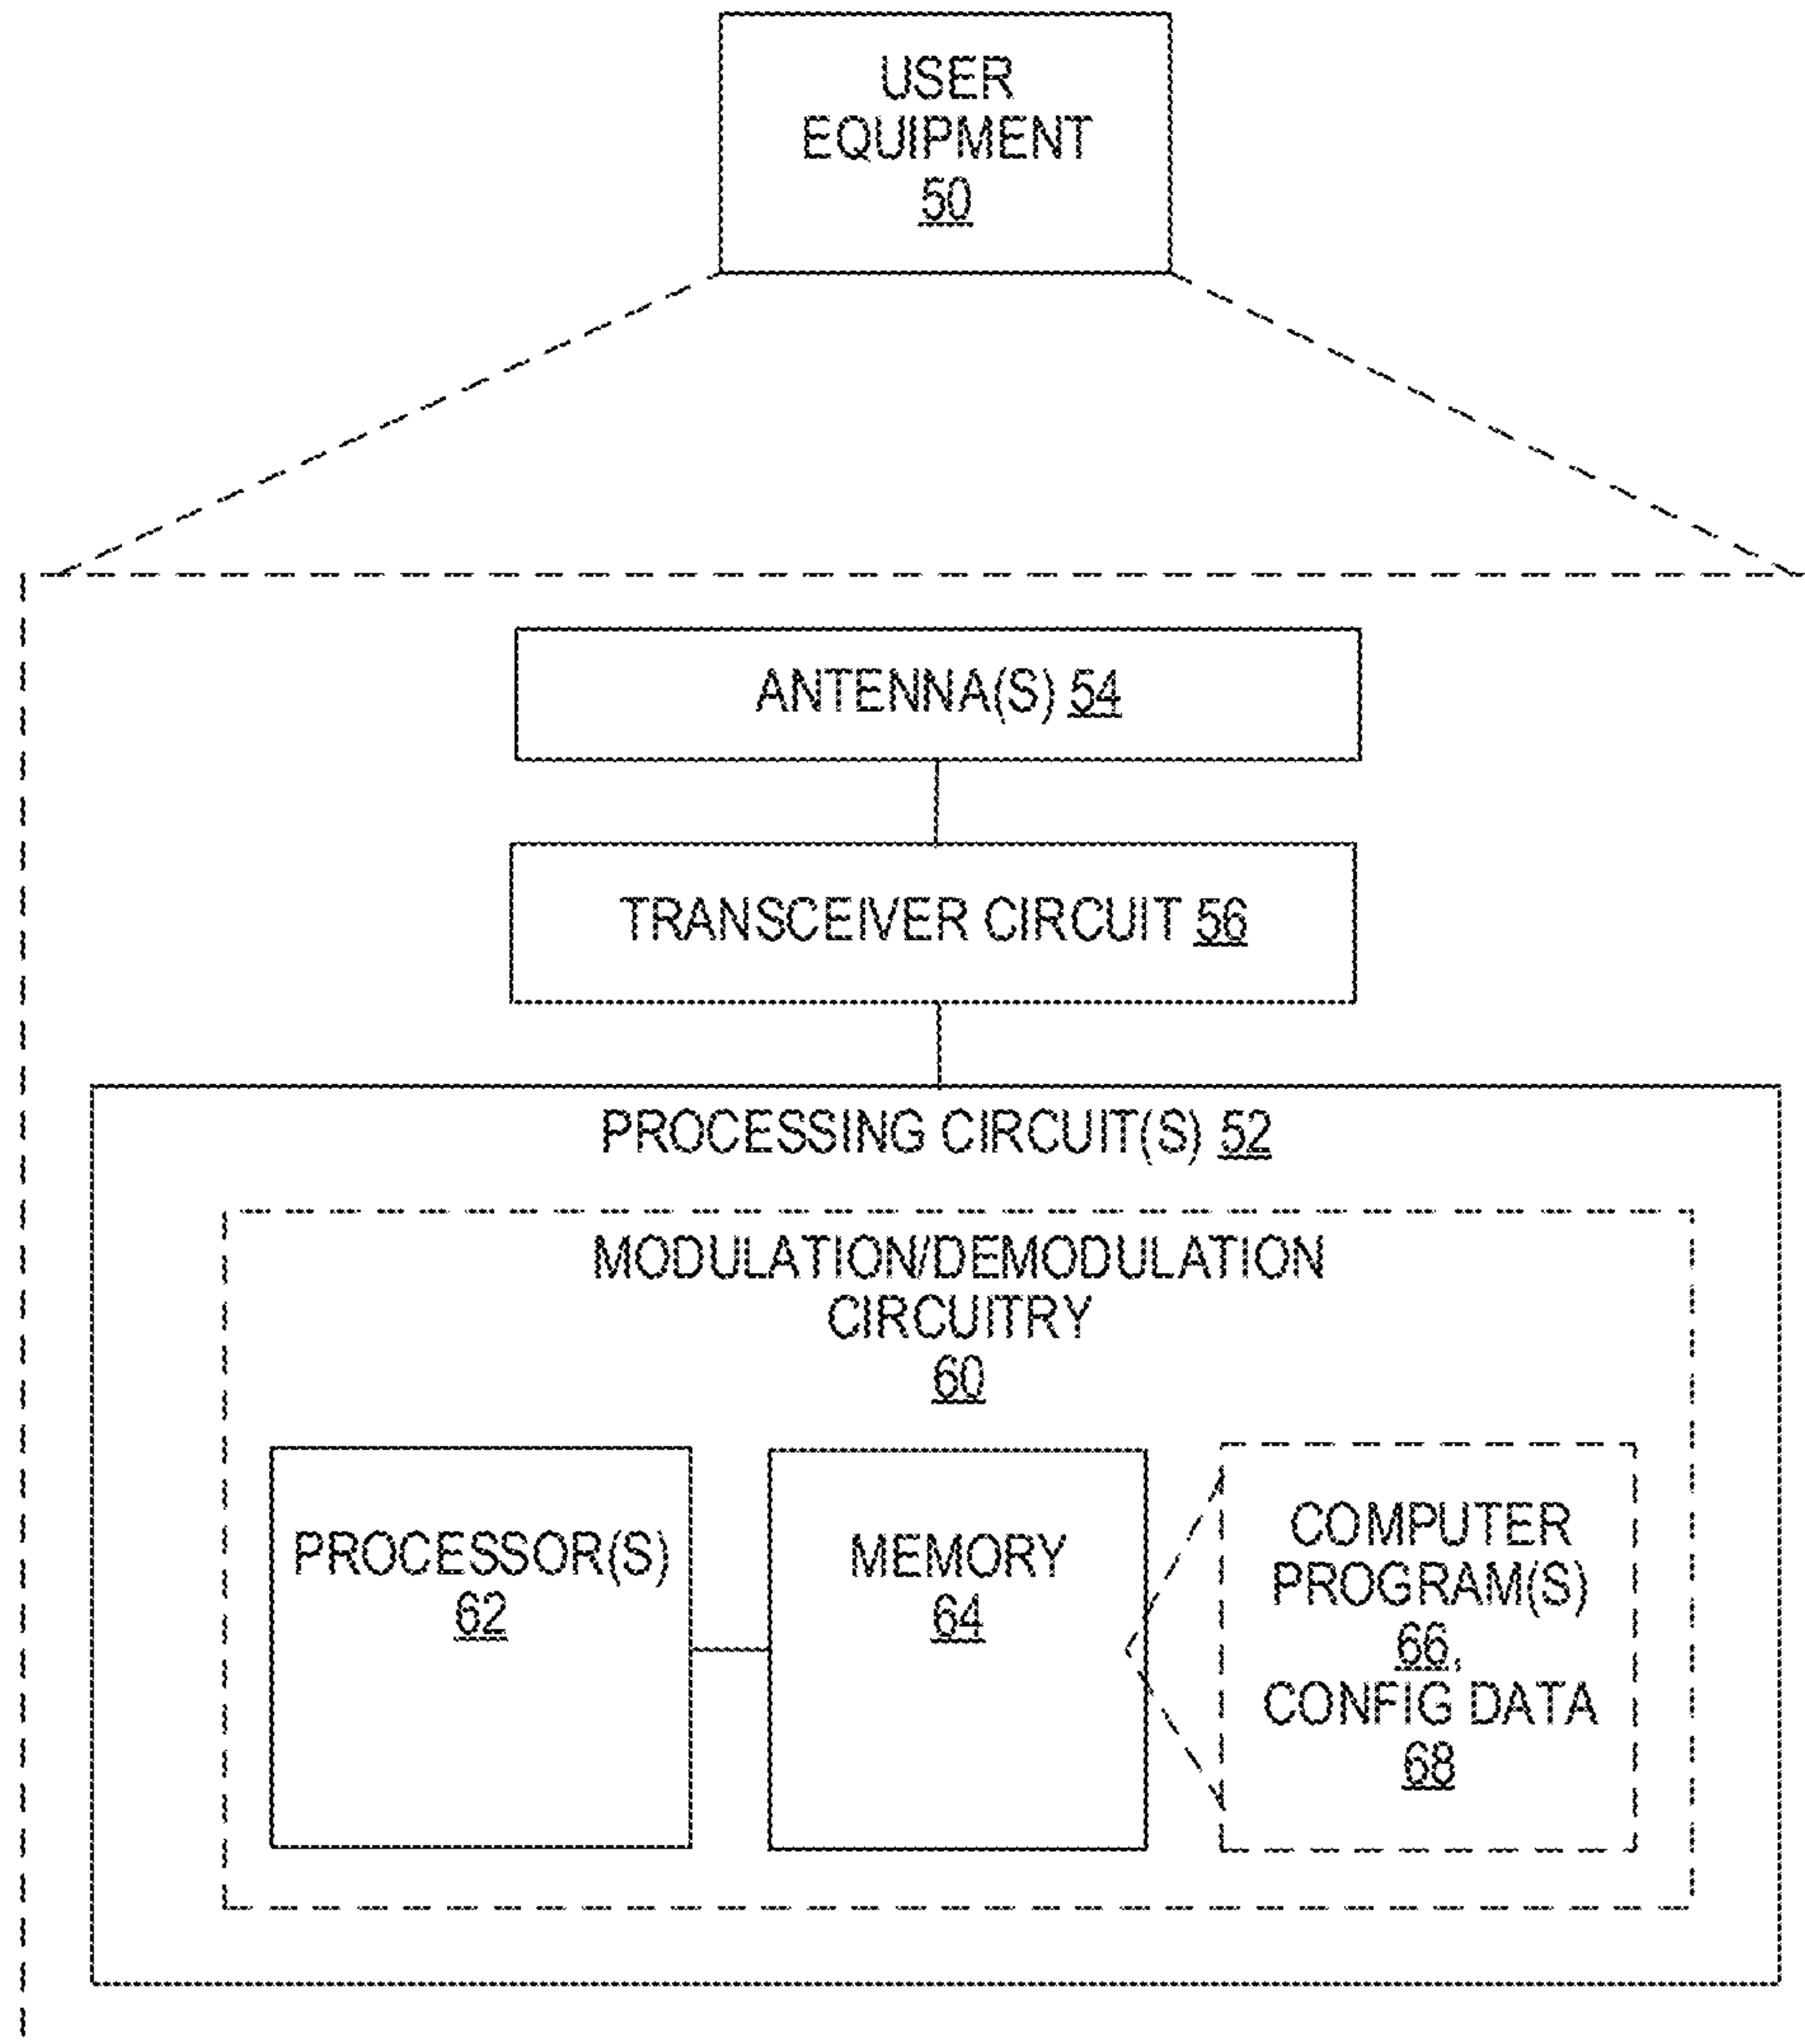 USER
EQUIPMENT
50
ANTENNA(S) 54
TRANSCEIVER CIRCUIT 56
PROCESSING CIRCUIT(S) 52
MODULATION/DEMODULATION
CIRCUITRY
60
PROCESSOR(S)
62
MEMORY
64
COMPUTER
PROGRAM(S)
66,
CONFIG DATA
68